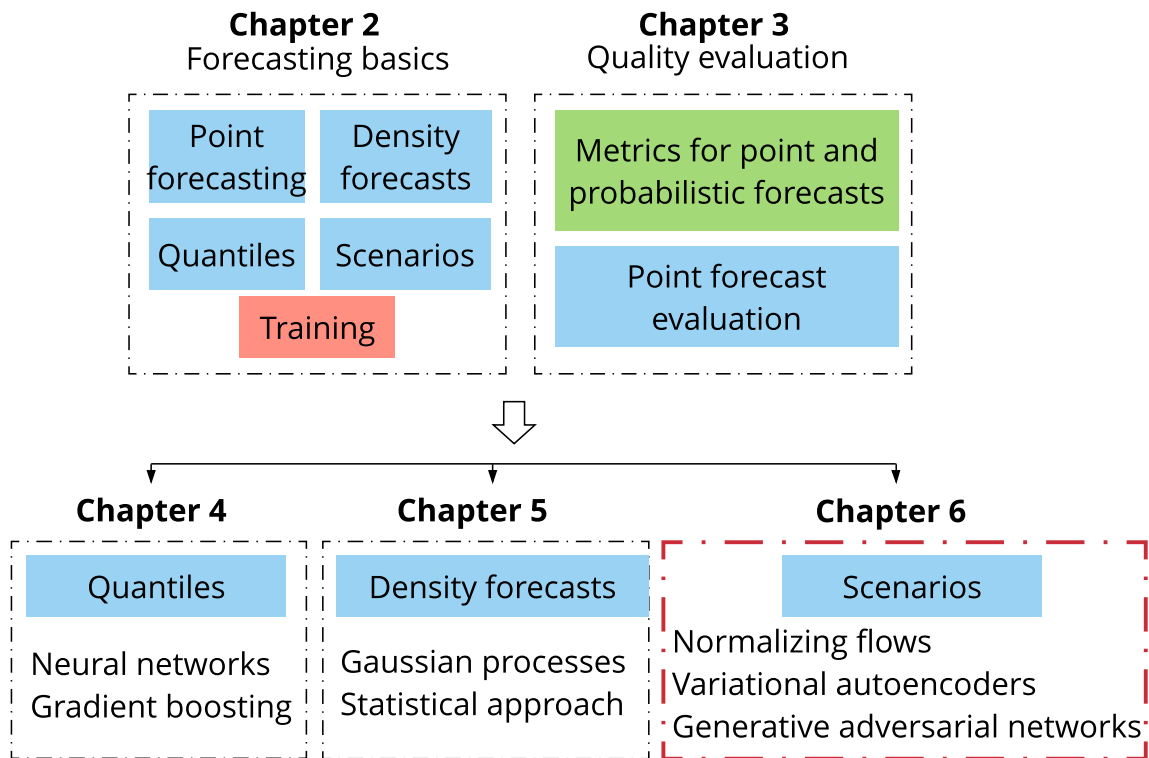 Chapter 2
Forecasting basics
Point
forecasting
Density
forecasts
Quantiles
Scenarios
Training
Chapter 3
Quality evaluation
Metrics for point and
probabilistic forecasts
Point forecast
evaluation
Chapter 4
Quantiles
Neural networks
Gradient boosting
Chapter 5
Density forecasts
Gaussian processes
Statistical approach
Chapter 6
Scenarios
Normalizing flows
Variational autoencoders
Generative adversarial networks